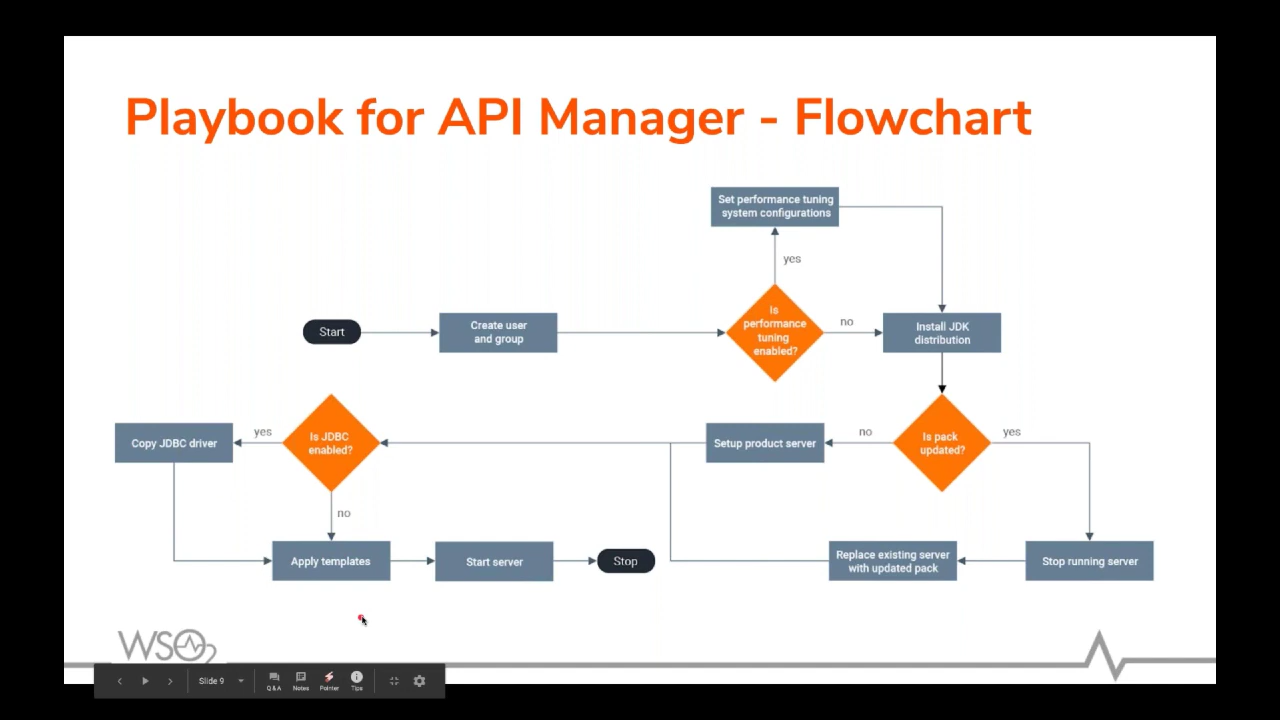 Playbook for API Manager - Flowchart
Set performance tuning
system configurations
yes
Start
Create user
and group
Is
performance
tuning
enabled?
no
Install JDK
distribution
Copy JDBC driver
yes
Is JDBC
enabled?
Setup product server
no
Is pack
updated?
yes
no
Apply templates
Start server
Stop
Replace existing server
with updated pack
Stop running server
WSO2
Slide 9
Q&A
Notes
Pointer
Tips